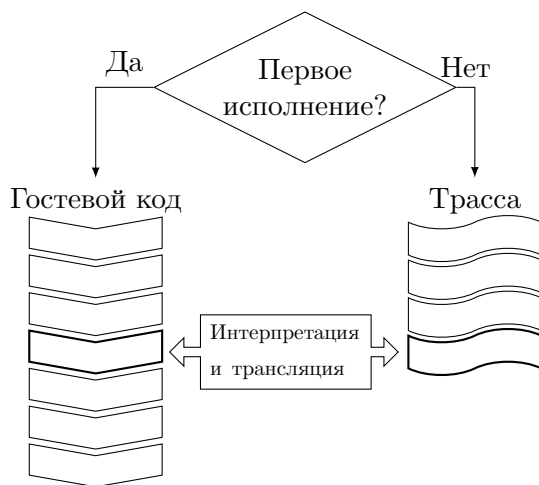 Да
Первое
исполнение?
Нет
Гостевой код
Трасса
Интерпретация
и трансляция